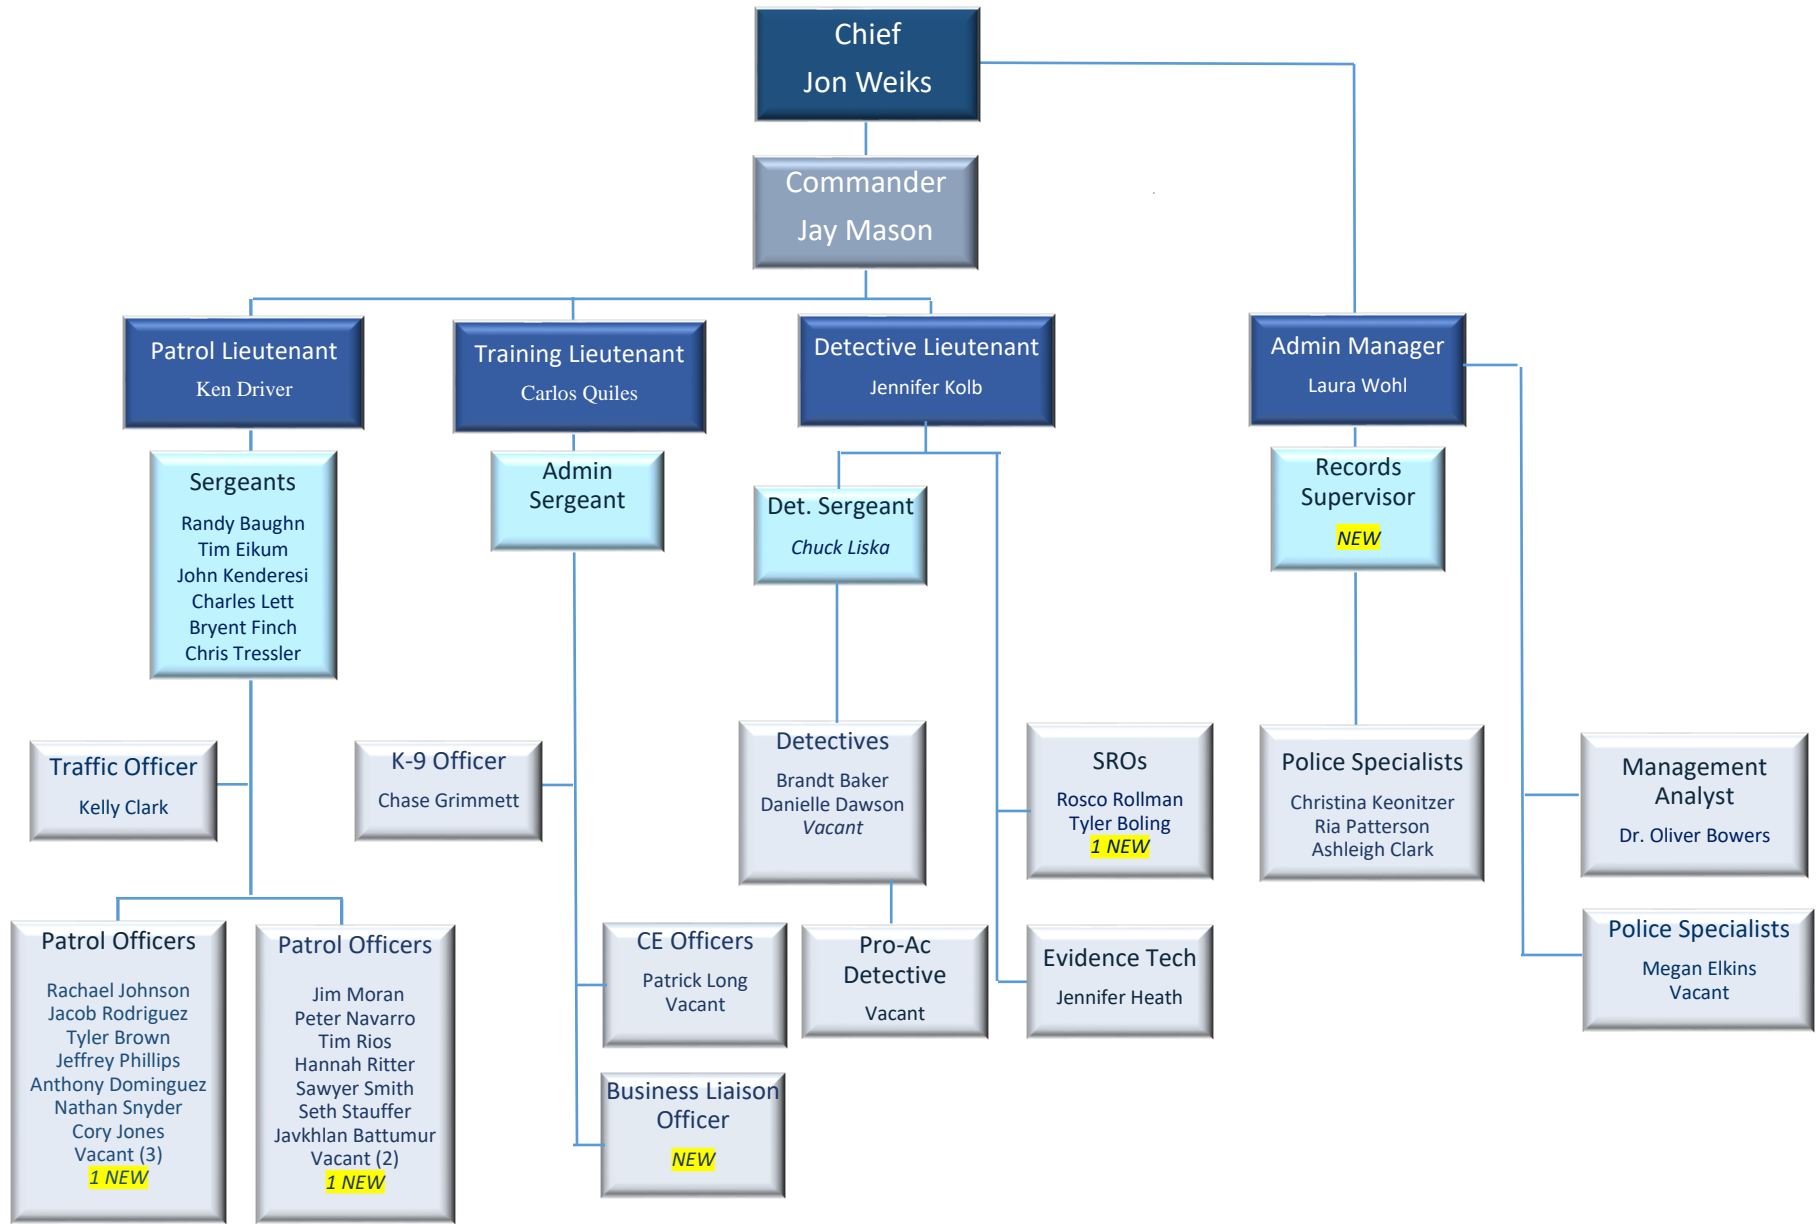 Chief
Jon Weiks
Commander
Jay Mason
Patrol Lieutenant
Ken Driver
Training Lieutenant
Carlos Quiles
Detective Lieutenant
Jennifer Kolb
Admin Manager
Laura Wohl
Sergeants
Randy Baughn
Tim Eikum
John Kenderesi
Charles Lett
Bryent Finch
Chris Tressler
Admin
Sergeant
Det. Sergeant
Chuck Liska
Records
Supervisor
NEW
Traffic Officer
Kelly Clark
K-9 Officer
Chase Grimmett
Detectives
Brandt Baker
Danielle Dawson
Vacant
SROs
Rosco Rollman
Tyler Boling
1 NEW
Police Specialists
Christina Keonitzer
Ria Patterson
Ashleigh Clark
Management
Analyst
Dr. Oliver Bowers
Patrol Officers
Rachael Johnson
Jacob Rodriguez
Tyler Brown
Jeffrey Phillips
Anthony Dominguez
Nathan Snyder
Cory Jones
Vacant (3)
1 NEW
Patrol Officers
Jim Moran
Peter Navarro
Tim Rios
Hannah Ritter
Sawyer Smith
Seth Stauffer
Javkhlan Battumur
Vacant (2)
1 NEW
CE Officers
Patrick Long
Vacant
Pro-Ac
Detective
Vacant
Evidence Tech
Jennifer Heath
Police Specialists
Megan Elkins
Vacant
Business Liaison
Officer
NEW